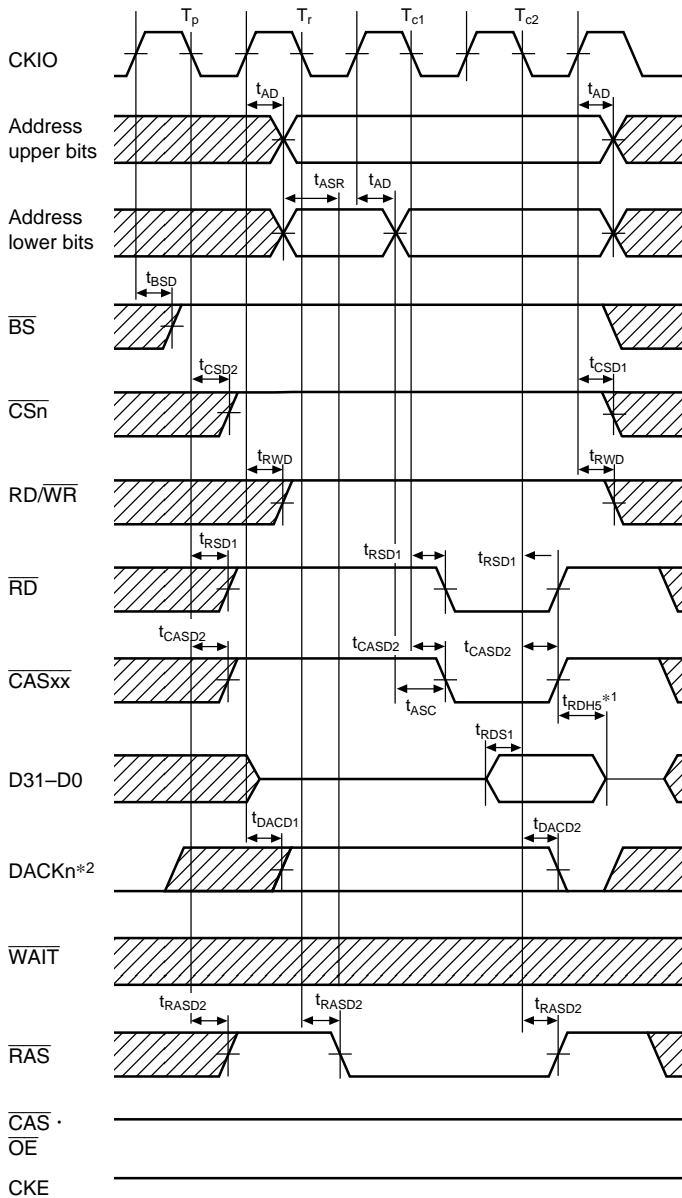 Tp Tr Tc1 Tc2
CKIO
tAD tAD
Address
upper bits
tASR tAD
Address
lower bits
tBSD
BS
tCSD2 tCSD1
CSn
tRWD tRWD
RD/WR
tRSD1 tRSD1 tRSD1
RD
tCASD2 tCASD2 tCASD2
CASxx
tASC tRDH5*1
tRDS1
D31–D0
tDACD1 tDACD2
DACKn*2
WAIT
tRASD2 tRASD2 tRASD2
RAS
CAS ·
OE
CKE